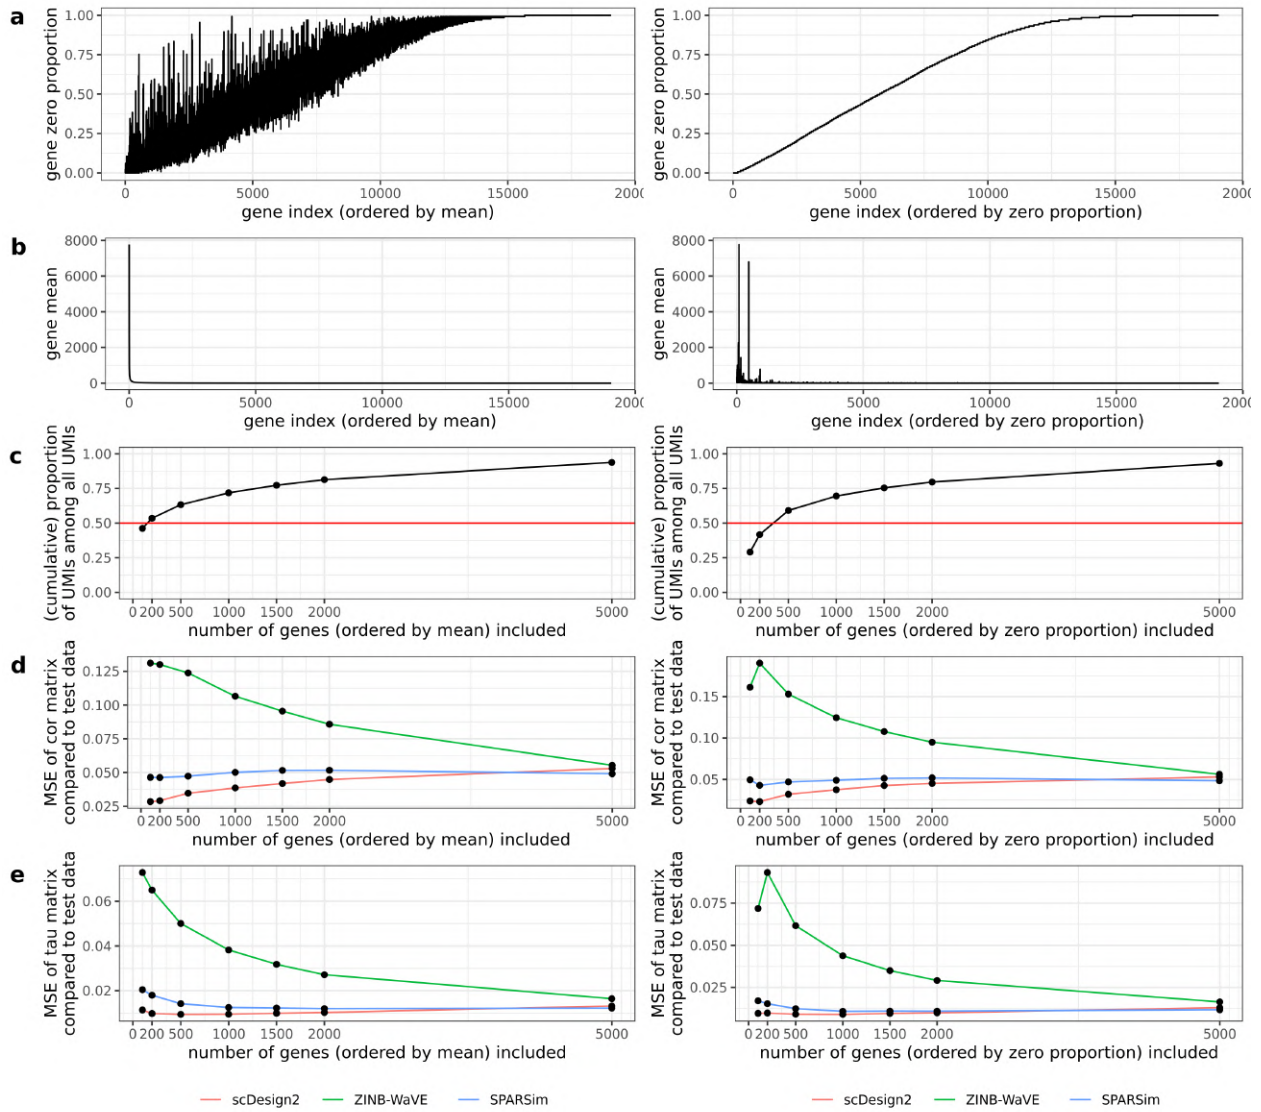 a
gene zero proportion
1.00
0.75
0.50
0.25
0.00
0
5000
10000
15000
2000
gene index (ordered by mean)
gene zero proportion
1.00
0.75
0.50
0.25
0.00
0
5000
10000
15000
200
gene index (ordered by zero proportion)
b
gene mean
8000
6000
4000
2000
0
0
5000
10000
15000
2000
gene index (ordered by mean)
gene mean
8000
6000
4000
2000
0
0
5000
10000
15000
200
gene index (ordered by zero proportion)
c
(cumulative) proportion
of UMIs among all UMIs
1.00
0.75
0.50
0.25
0.00
0 200 500 1000 1500 2000 5000
number of genes (ordered by mean) included
(cumulative) proportion
of UMIs among all UMIs
1.00
0.75
0.50
0.25
0.00
0 200 500 1000 1500 2000 5000
number of genes (ordered by zero proportion) included
d
MSE of cor matrix
compared to test data
0.125
0.100
0.075
0.050
0.025
0 200 500 1000 1500 2000 5000
number of genes (ordered by mean) included
MSE of cor matrix
compared to test data
0.15
0.10
0.05
0 200 500 1000 1500 2000 5000
number of genes (ordered by zero proportion) included
e
MSE of tau matrix
compared to test data
0.06
0.04
0.02
0 200 500 1000 1500 2000 5000
number of genes (ordered by mean) included
MSE of tau matrix
compared to test data
0.075
0.050
0.025
0 200 500 1000 1500 2000 5000
number of genes (ordered by zero proportion) included
scDesign2 ZINB-WaVE SPARSim
scDesign2 ZINB-WaVE SPARSim